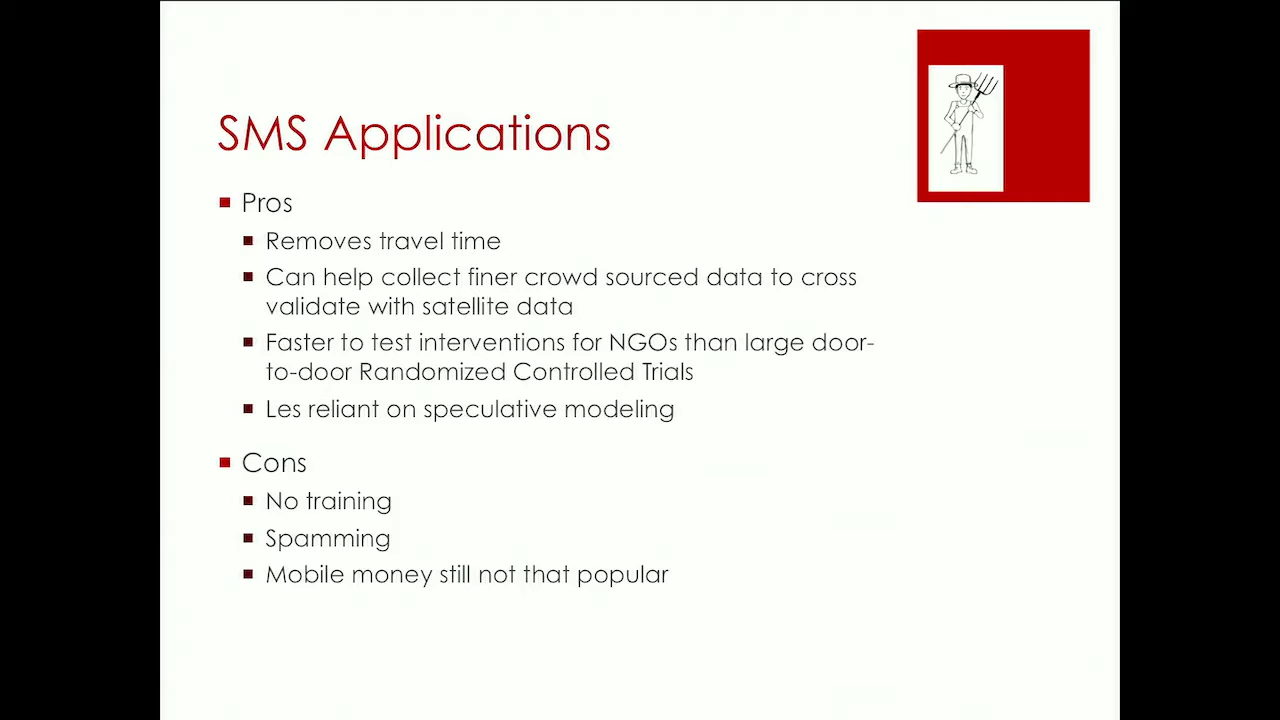 SMS Applications
Pros
Removes travel time
Can help collect finer crowd sourced data to cross
validate with satellite data
Faster to test interventions for NGOs than large door-
to-door Randomized Controlled Trials
Les reliant on speculative modeling
Cons
No training
Spamming
Mobile money still not that popular